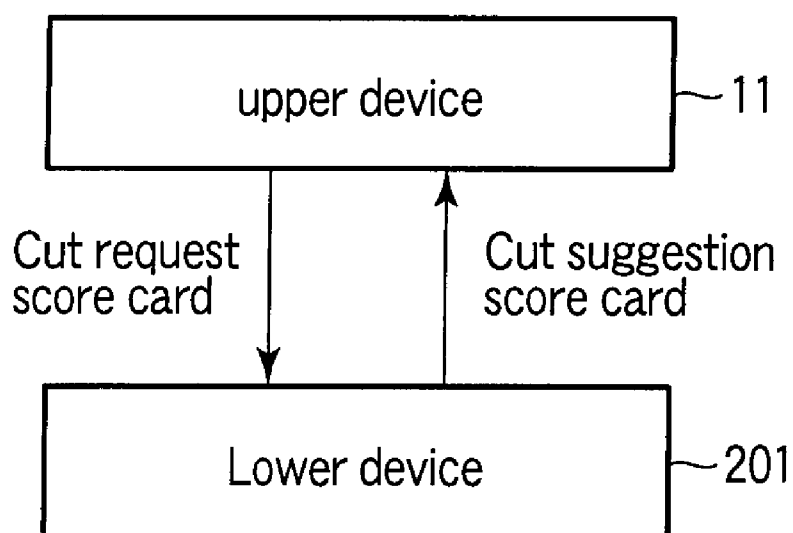 upper device
11
Cut request
score card
Cut suggestion
score card
Lower device
201